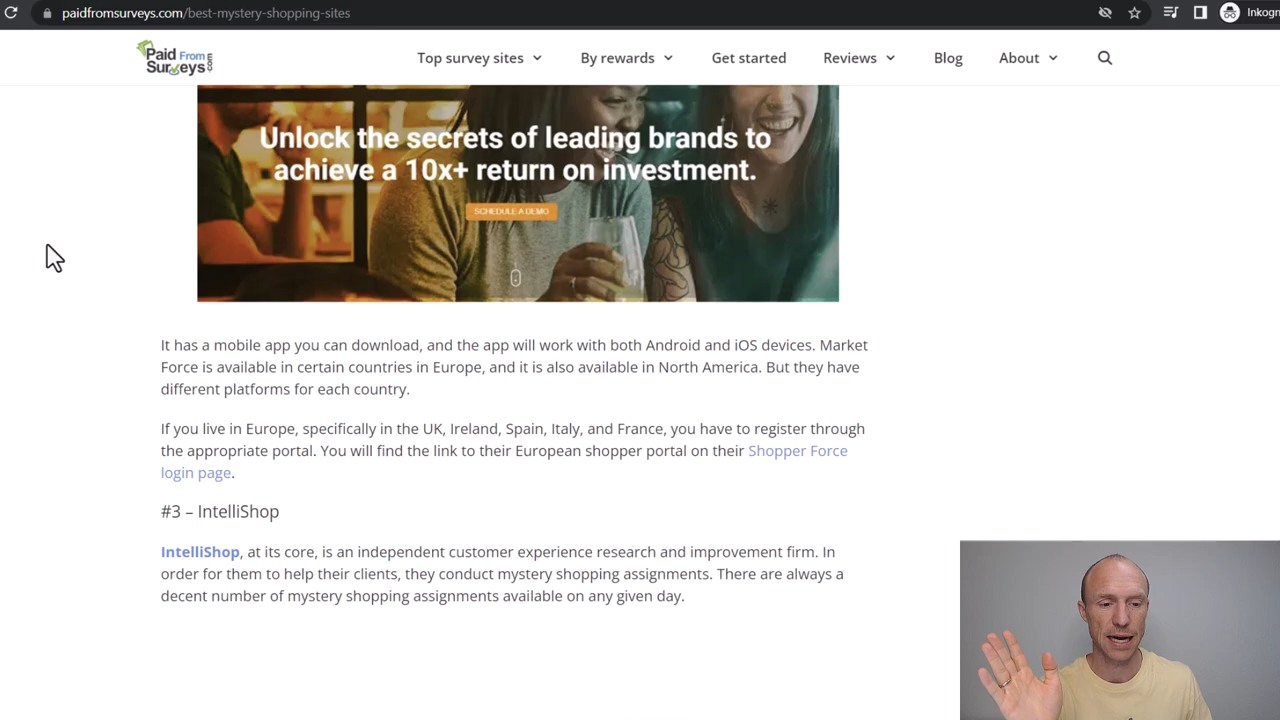 paidfromsurveys.com/best-mystery-shopping-sites
Inkogn
Paid From
Surveys.com
Top survey sites
By rewards
Get started
Reviews
Blog
About
Unlock the secrets of leading brands to
achieve a 10x+ return on investment.
SCHEDULE A DEMO
It has a mobile app you can download, and the app will work with both Android and iOS devices. Market
Force is available in certain countries in Europe, and it is also available in North America. But they have
different platforms for each country.
If you live in Europe, specifically in the UK, Ireland, Spain, Italy, and France, you have to register through
the appropriate portal. You will find the link to their European shopper portal on their Shopper Force
login page.
#3 – IntelliShop
IntelliShop, at its core, is an independent customer experience research and improvement firm. In
order for them to help their clients, they conduct mystery shopping assignments. There are always a
decent number of mystery shopping assignments available on any given day.